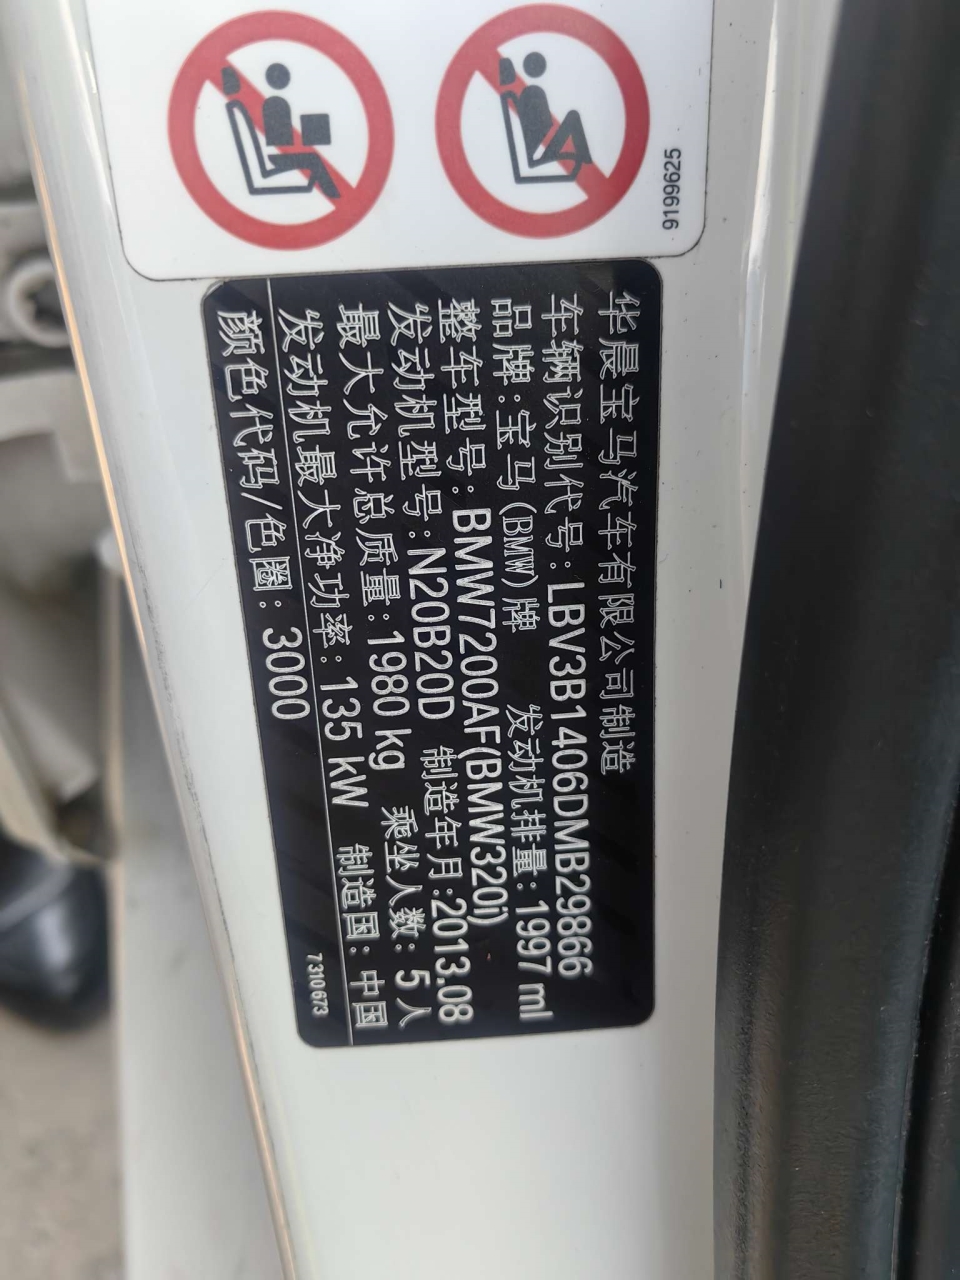 9199625
华晨宝马汽车有限公司制造
车辆识别代号:LBV3B1406DMB29866
品牌:宝马(BMW)牌 发动机排量:1997 ml
整车型号:BMW7200AF(BMW320i)
发动机型号:N20B20D 制造年月:2013.08
最大允许总质量:1980 kg 乘坐人数:5人
发动机最大净功率:135 kW 制造国:中国
颜色代码/色圈:3000
7310673